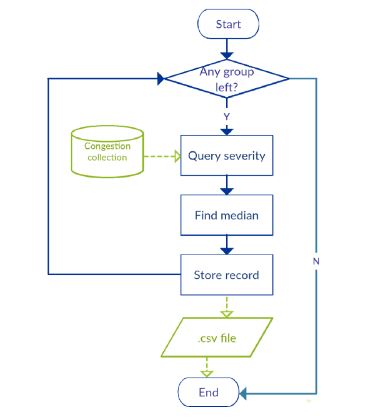 Start
Any group
left?
Y
Congestion
collection
Query severity
Find median
N
Store record
.csv file
End